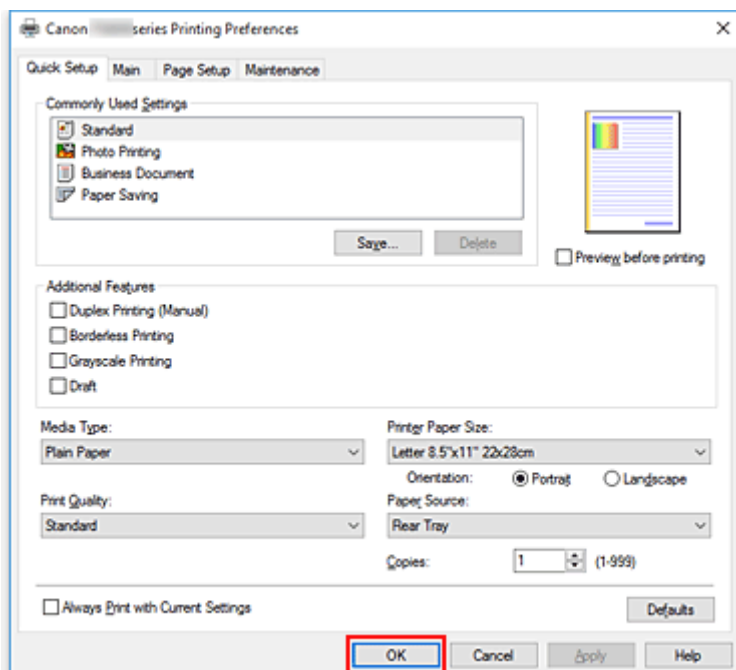 Canon series Printing Preferences
Quick Setup Main Page Setup Maintenance
Commonly Used Settings
Standard
Photo Printing
Business Document
Paper Saving
Save... Delete
Preview before printing
Additional Features
Duplex Printing (Manual)
Borderless Printing
Grayscale Printing
Draft
Media Type: Printer Paper Size:
Plain Paper Letter 8.5"x11" 22x28cm
Orientation: Portrait Landscape
Print Quality: Paper Source:
Standard Rear Tray
Copies: 1 (1-999)
Always Print with Current Settings Defaults
OK Cancel Apply Help